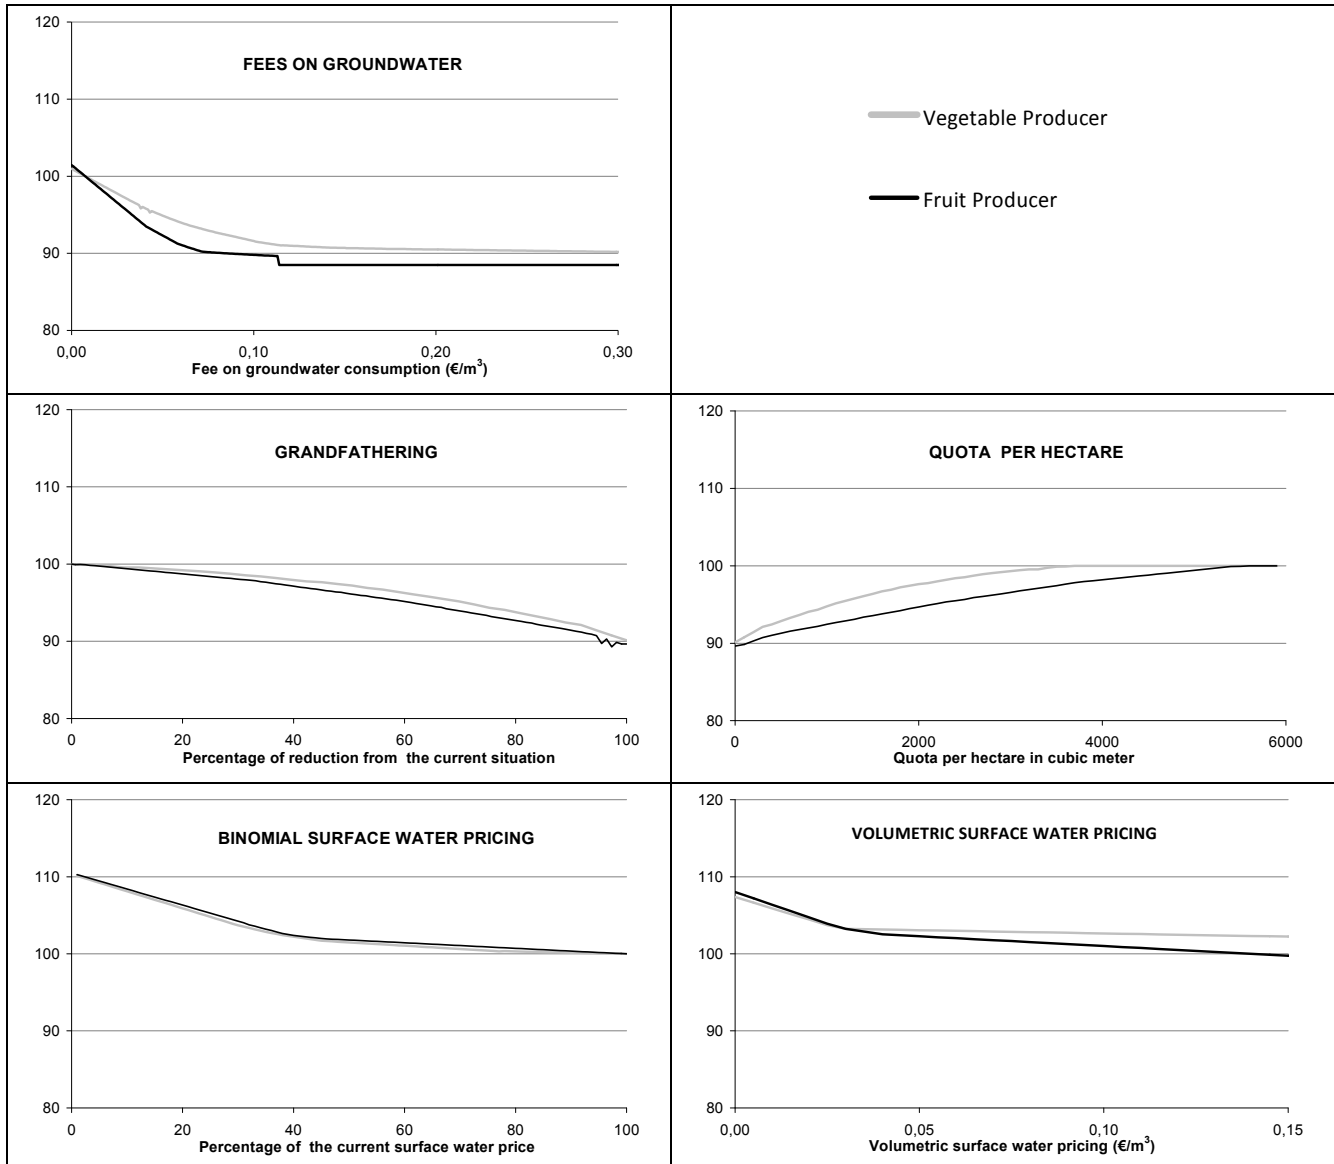 120
FEES ON GROUNDWATER
110
100
90
80
0,00 0,10 0,20 0,30
Fee on groundwater consumption (€/m³)
Vegetable Producer
Fruit Producer
120
GRANDFATHERING
110
100
90
80
0 20 40 60 80 100
Percentage of reduction from the current situation
120
QUOTA PER HECTARE
110
100
90
80
0 2000 4000 6000
Quota per hectare in cubic meter
120
BINOMIAL SURFACE WATER PRICING
110
100
90
80
0 20 40 60 80 100
Percentage of the current surface water price
120
VOLUMETRIC SURFACE WATER PRICING
110
100
90
80
0,00 0,05 0,10 0,15
Volumetric surface water pricing (€/m³)